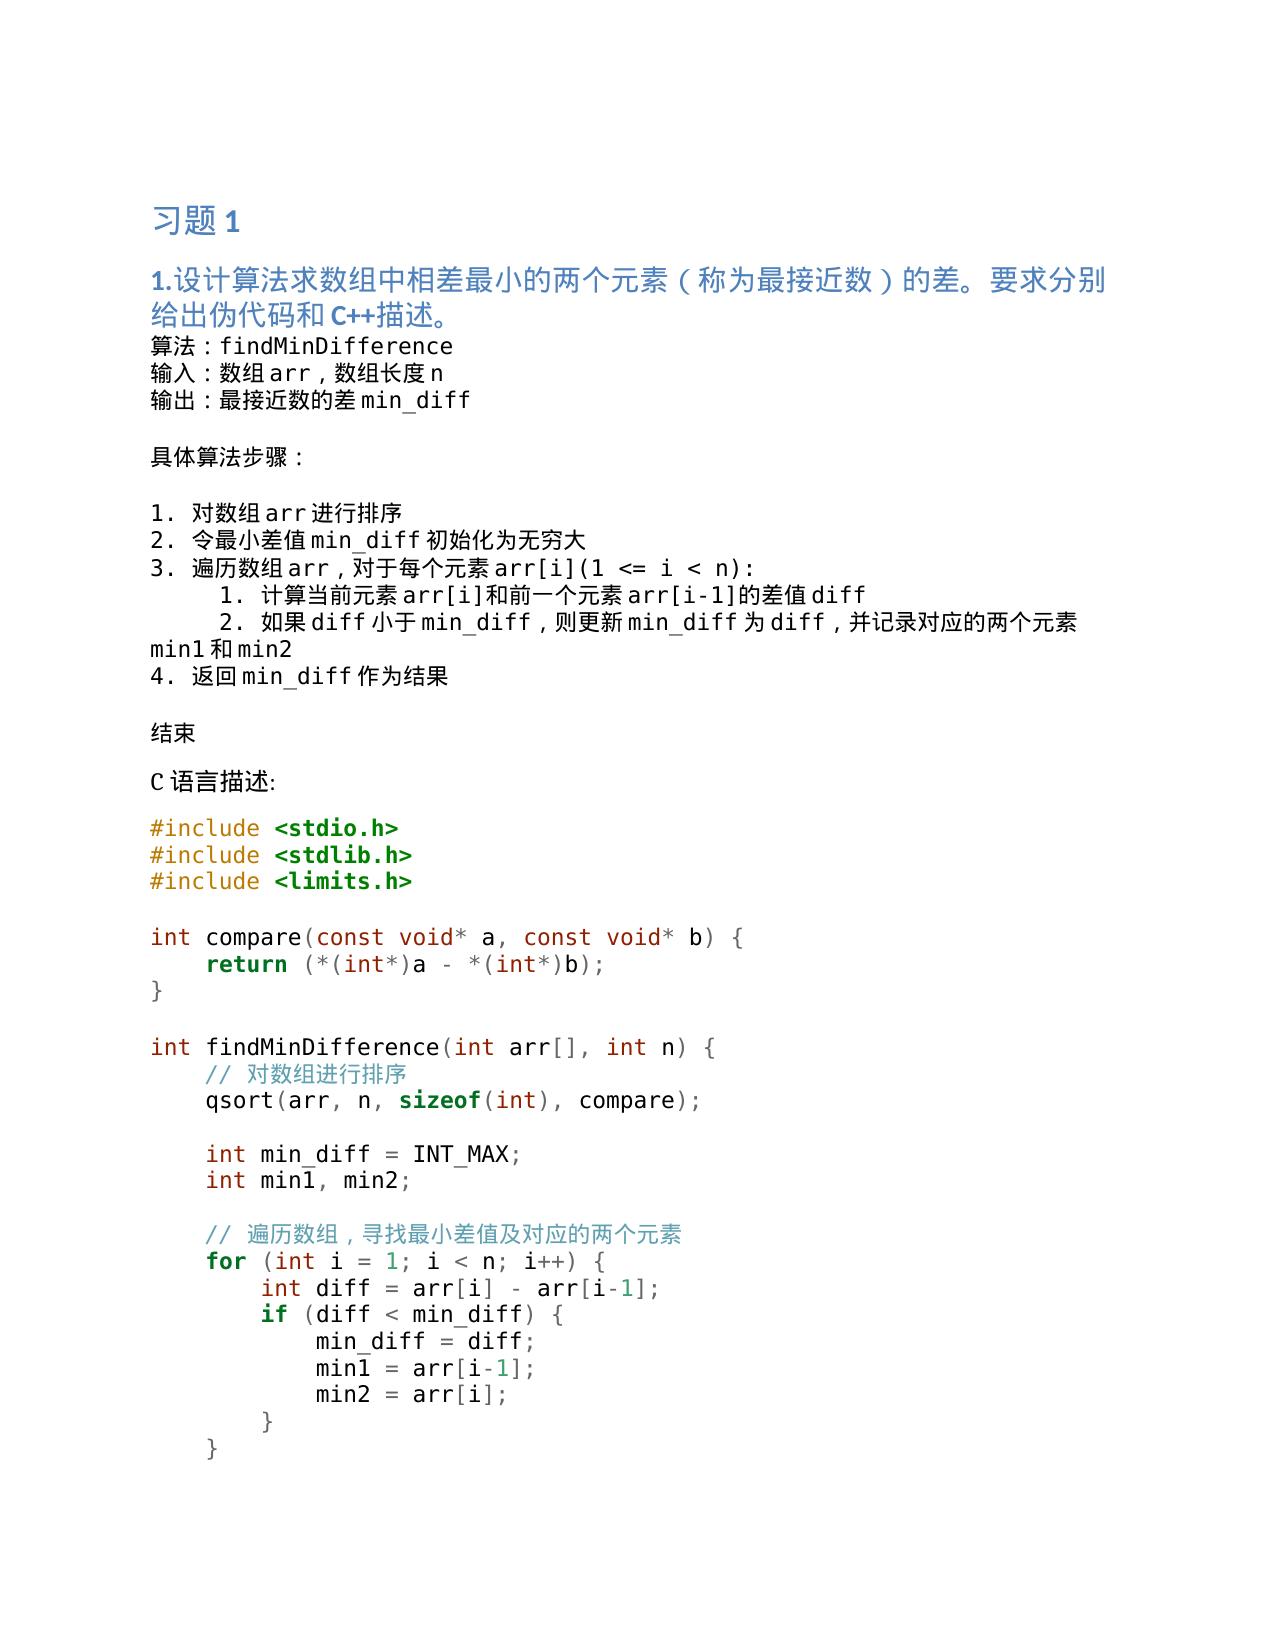 习题 1
1.设计算法求数组中相差最小的两个元素（称为最接近数）的差。要求分别
给出伪代码和 C++描述。
算法：findMinDifference
输入：数组 arr，数组长度 n
输出：最接近数的差 min_diff
具体算法步骤：
1. 对数组 arr 进行排序
2. 令最小差值 min_diff 初始化为无穷大
3. 遍历数组 arr，对于每个元素 arr[i](1 <= i < n):
     1. 计算当前元素 arr[i]和前一个元素 arr[i-1]的差值 diff
     2. 如果 diff 小于 min_diff，则更新 min_diff 为 diff，并记录对应的两个元素
min1 和 min2
4. 返回 min_diff 作为结果
结束
C 语言描述:
#include <stdio.h>
#include <stdlib.h>
#include <limits.h>
int compare(const void* a, const void* b) {
    return (*(int*)a - *(int*)b);
}
int findMinDifference(int arr[], int n) {
    // 对数组进行排序
    qsort(arr, n, sizeof(int), compare);
    int min_diff = INT_MAX;
    int min1, min2;
    // 遍历数组，寻找最小差值及对应的两个元素
    for (int i = 1; i < n; i++) {
        int diff = arr[i] - arr[i-1];
        if (diff < min_diff) {
            min_diff = diff;
            min1 = arr[i-1];
            min2 = arr[i];
        }
    }